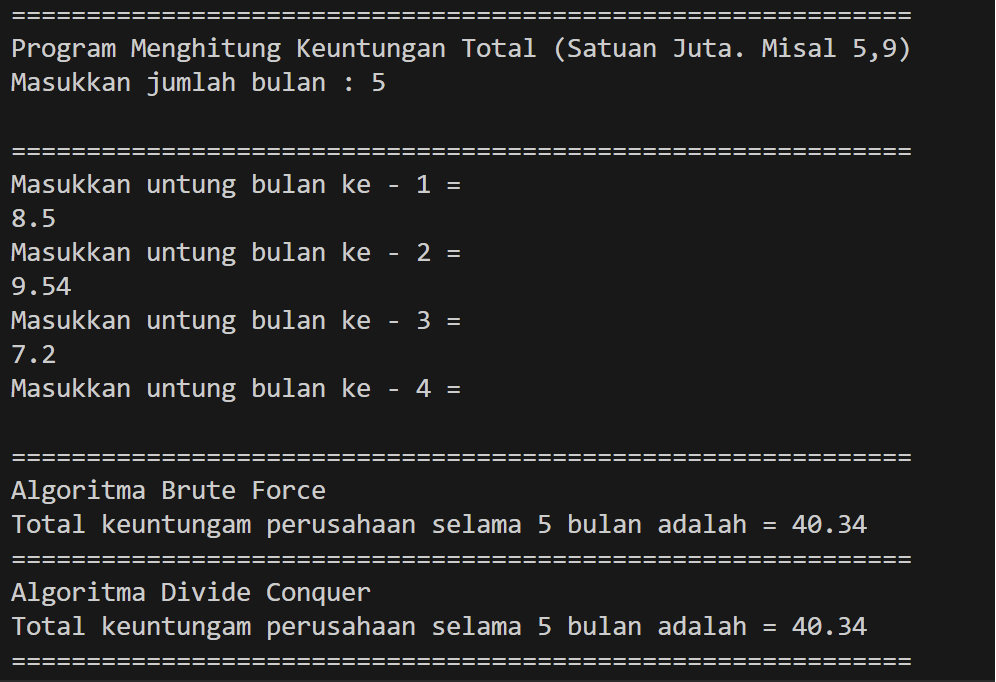 ============================================================
Program Menghitung Keuntungan Total (Satuan Juta. Misal 5,9)
Masukkan jumlah bulan : 5
============================================================
Masukkan untung bulan ke - 1 =
8.5
Masukkan untung bulan ke - 2 =
9.54
Masukkan untung bulan ke - 3 =
7.2
Masukkan untung bulan ke - 4 =
============================================================
Algoritma Brute Force
Total keuntungam perusahaan selama 5 bulan adalah = 40.34
============================================================
Algoritma Divide Conquer
Total keuntungam perusahaan selama 5 bulan adalah = 40.34
============================================================